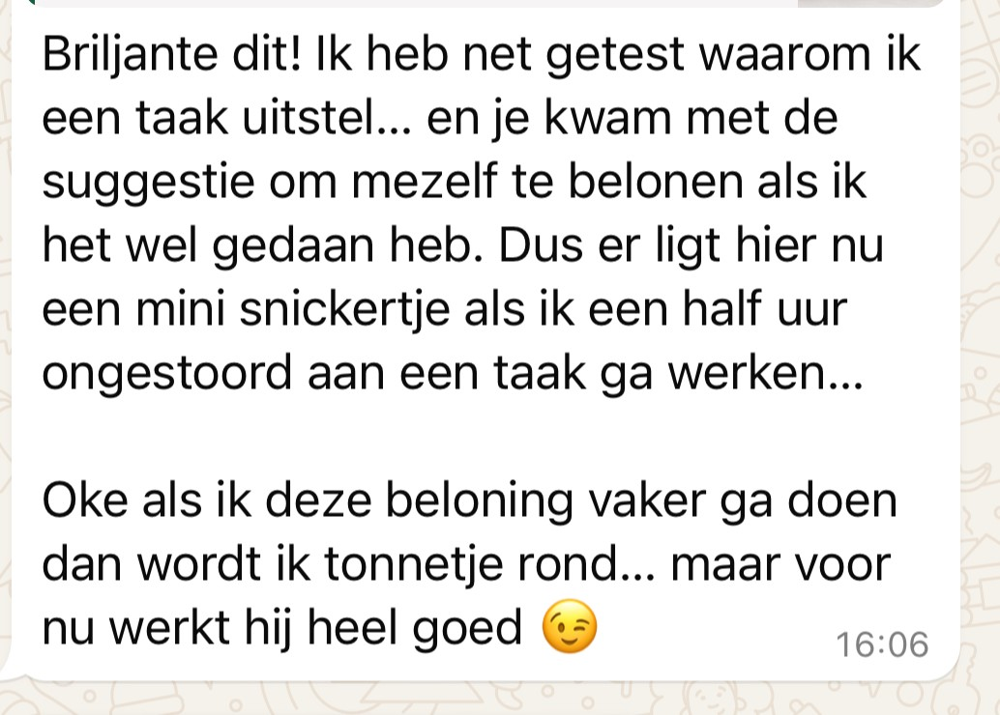 Briljante dit! Ik heb net getest waarom ik
een taak uitstel... en je kwam met de
suggestie om mezelf te belonen als ik
het wel gedaan heb. Dus er ligt hier nu
een mini snickertje als ik een half uur
ongestoord aan een taak ga werken...

Oke als ik deze beloning vaker ga doen
dan wordt ik tonnetje rond... maar voor
nu werkt hij heel goed 😉
16:06